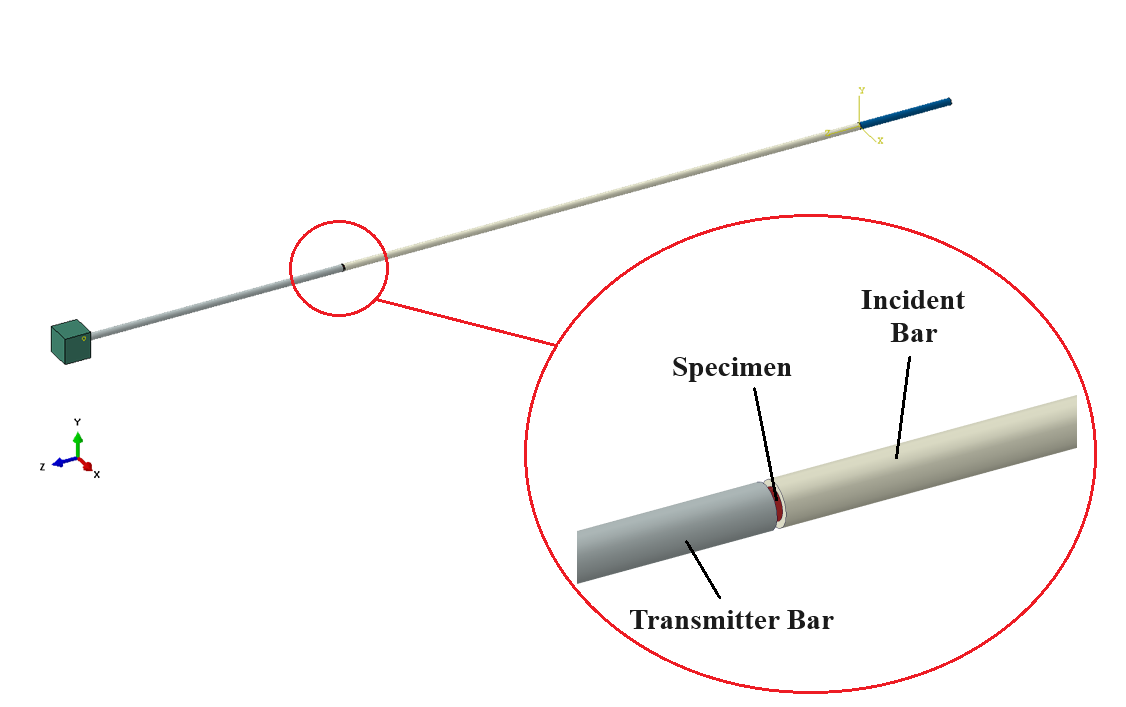 Y
Z
X
Incident
Bar
Specimen
Y
Z
X
Transmitter Bar